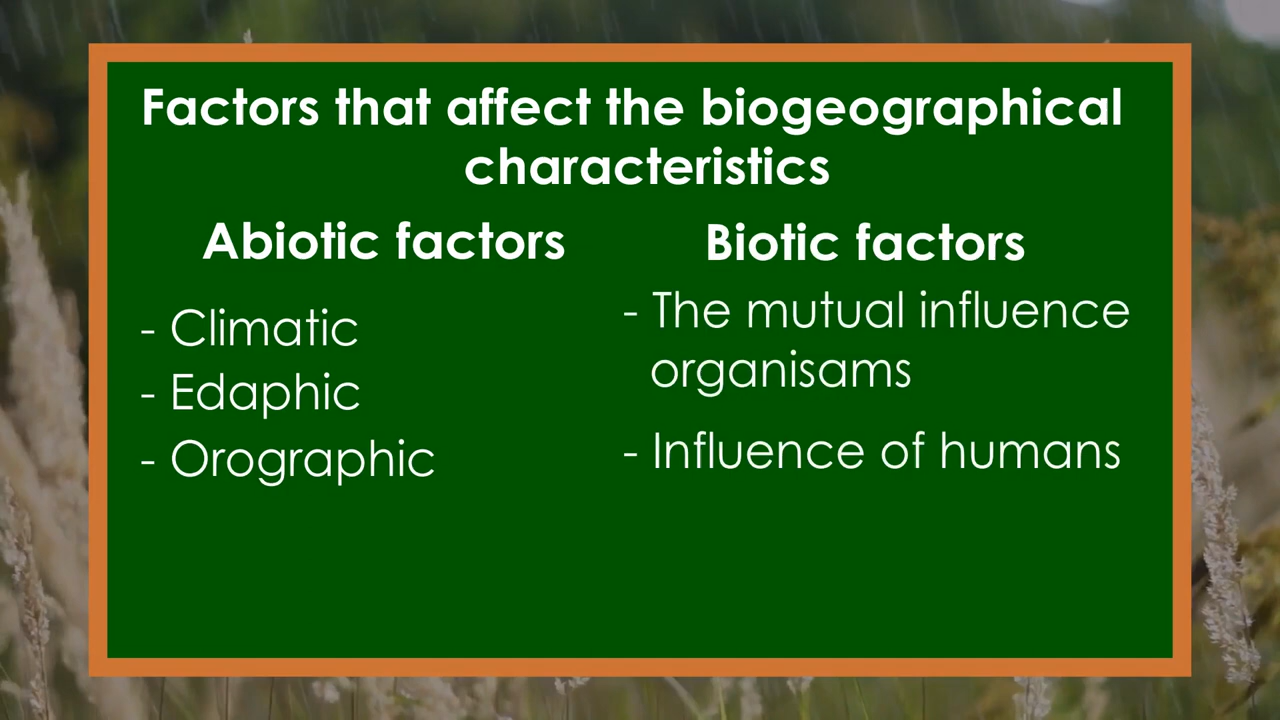 Factors that affect the biogeographical
characteristics
Abiotic factors
- Climatic
- Edaphic
- Orographic
Biotic factors
- The mutual influence
organisams
- Influence of humans